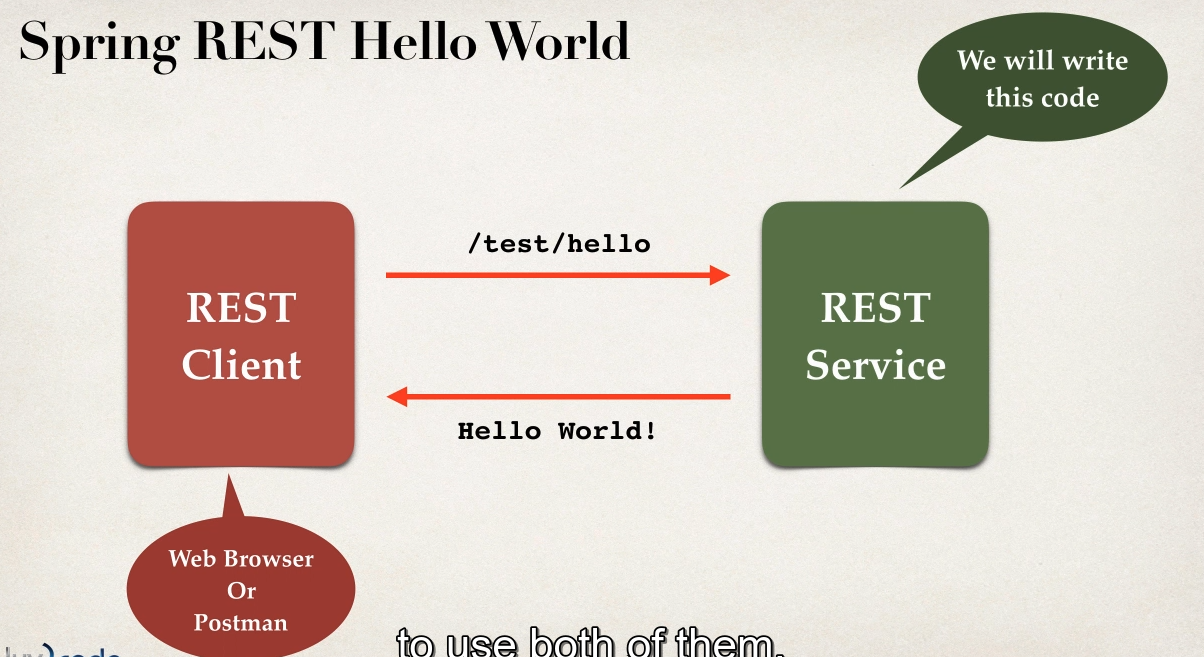 Spring REST Hello World
We will write
this code
/test/hello
REST
Client
REST
Service
Hello World!
Web Browser
Or
Postman
to use both of them.